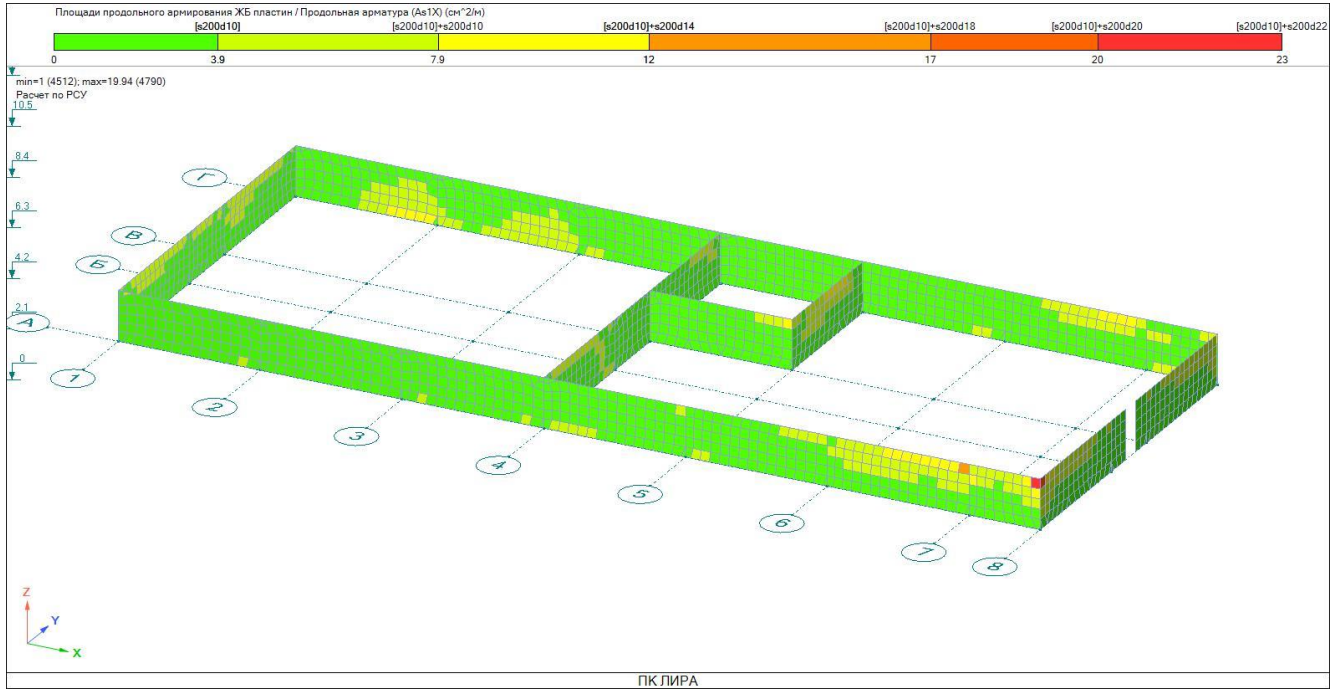 Площади продольного армирования ЖБ пластин / Продольная арматура (As1X) (см^2/м)
[s200d10] [s200d10]+s200d10 [s200d10]+s200d14 [s200d10]+s200d18 [s200d10]+s200d20 [s200d10]+s200d22
0 3.9 7.9 12 17 20 23
min=1 (4512); max=19.94 (4790)
Расчет по РСУ
10.5
8.4
6.3
4.2
2.1
0
Г
В
Б
А
1
2
3
4
5
6
7
8
Z
Y
X
ПК ЛИРА